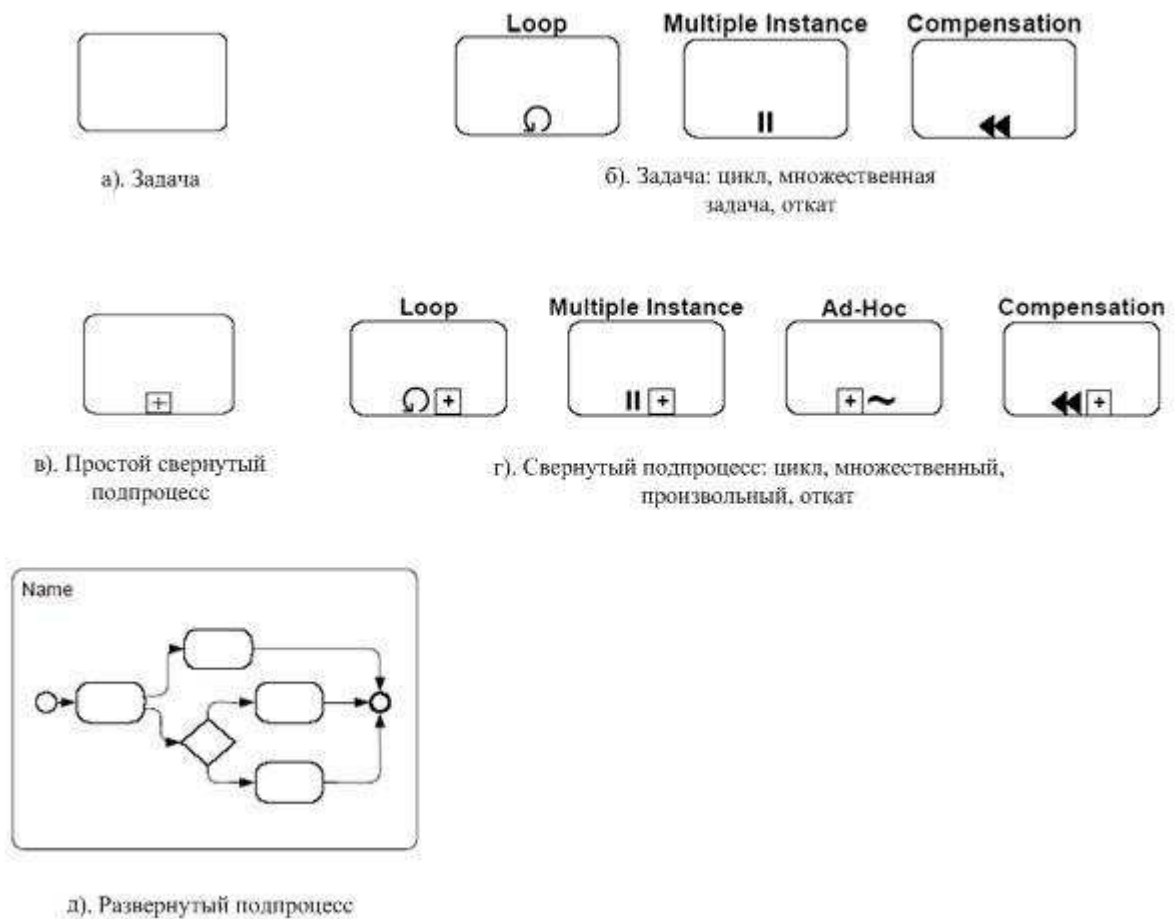 Loop
Multiple Instance
Compensation
а). Задача
б). Задача: цикл, множественная
задача, откат
Loop
Multiple Instance
Ad-Hoc
Compensation
в). Простой свернутый
подпроцесс
г). Свернутый подпроцесс: цикл, множественный,
произвольный, откат
Name
д). Развернутый подпроцесс